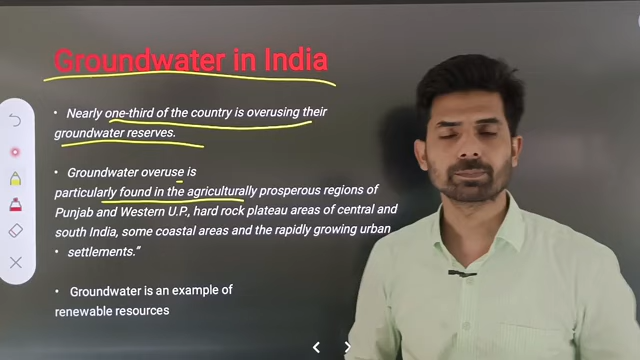 Groundwater in India
• Nearly one-third of the country is overusing their
groundwater reserves.
• Groundwater overuse is
particularly found in the agriculturally prosperous regions of
Punjab and Western U.P., hard rock plateau areas of central and
south India, some coastal areas and the rapidly growing urban
• settlements.”
• Groundwater is an example of
renewable resources